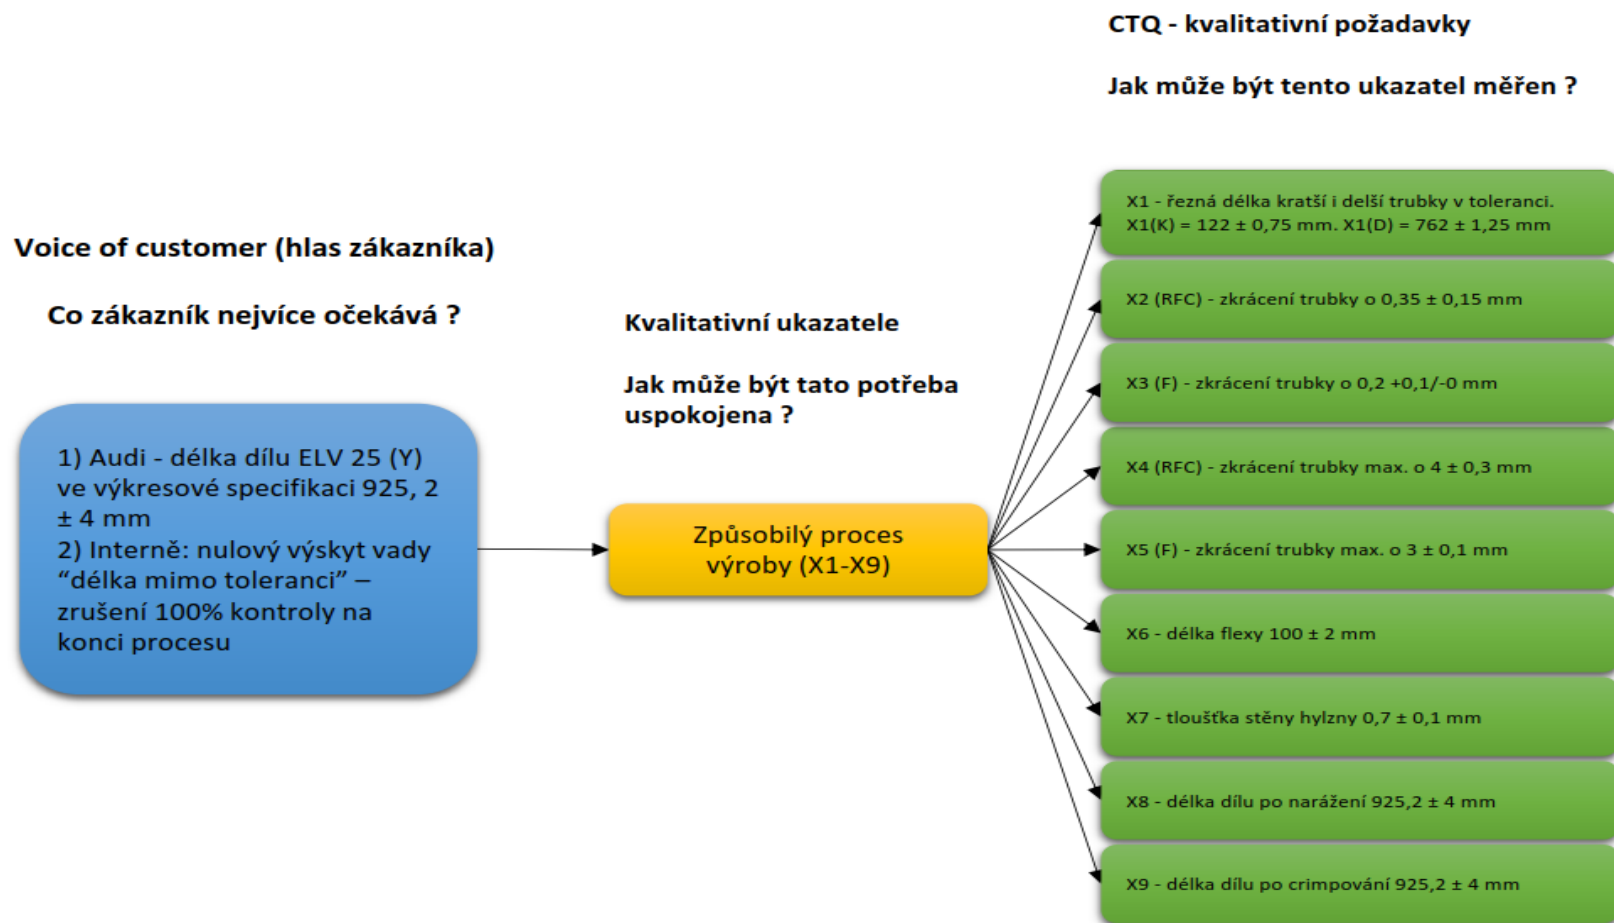 Voice of customer (hlas zákazníka)
Co zákazník nejvíce očekává ?
1) Audi - délka dílu ELV 25 (Y)
ve výkresové specifikaci 925, 2
± 4 mm
2) Interně: nulový výskyt vady
“délka mimo toleranci” –
zrušení 100% kontroly na
konci procesu
Kvalitativní ukazatele
Jak může být tato potřeba
uspokojena ?
Způsobilý proces
výroby (X1-X9)
CTQ - kvalitativní požadavky
Jak může být tento ukazatel měřen ?
X1 - řezná délka kratší i delší trubky v toleranci.
X1(K) = 122 ± 0,75 mm. X1(D) = 762 ± 1,25 mm
X2 (RFC) - zkrácení trubky o 0,35 ± 0,15 mm
X3 (F) - zkrácení trubky o 0,2 +0,1/-0 mm
X4 (RFC) - zkrácení trubky max. o 4 ± 0,3 mm
X5 (F) - zkrácení trubky max. o 3 ± 0,1 mm
X6 - délka flexy 100 ± 2 mm
X7 - tloušťka stěny hylzny 0,7 ± 0,1 mm
X8 - délka dílu po narážení 925,2 ± 4 mm
X9 - délka dílu po crimpování 925,2 ± 4 mm